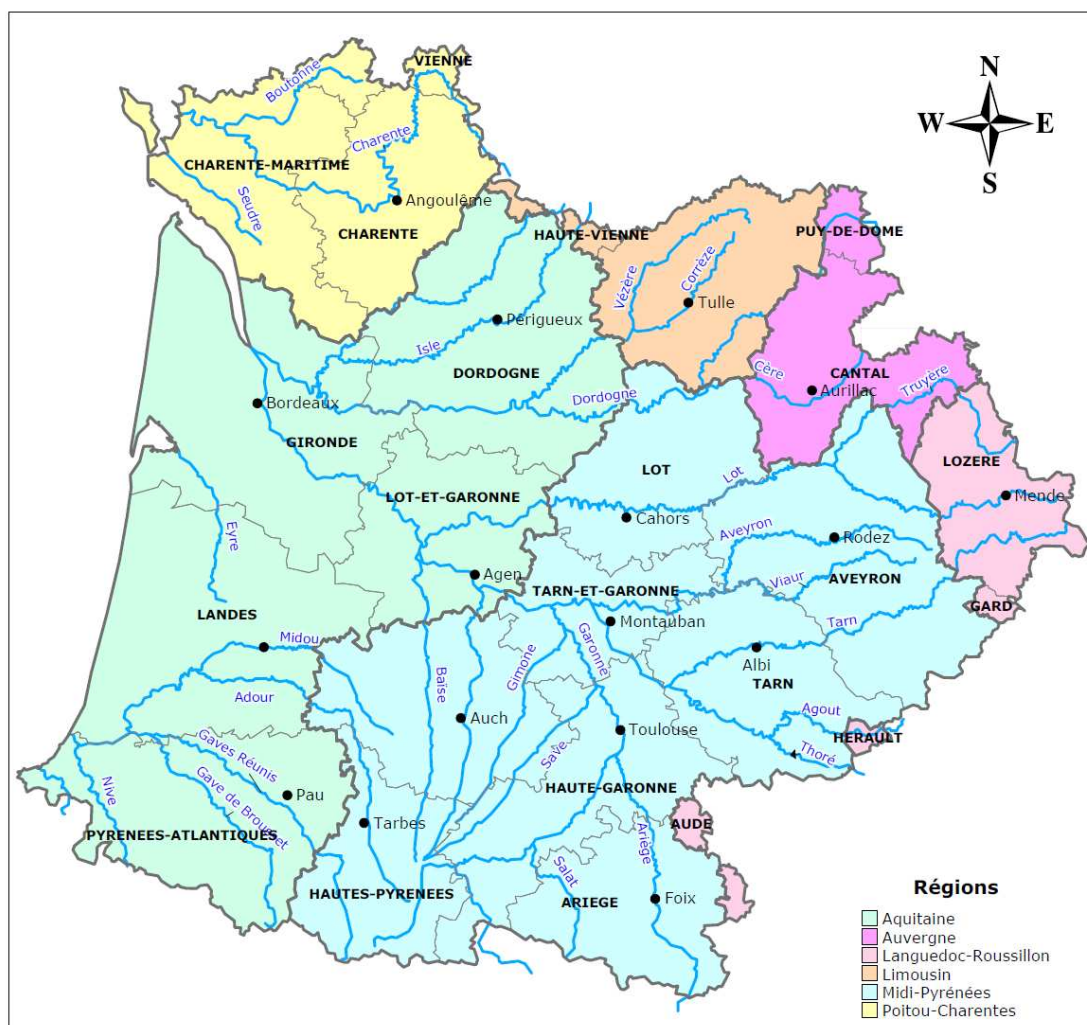 VIENNE
Boutonne
Charente
CHARENTE-MARITIME
Seudre
Angoulême
CHARENTE
N
W
E
S
HAUTE-VIENNE
PUY-DE-DOME
Vézère
Corrèze
Tulle
Périgueux
Isle
DORDOGNE
Dordogne
Cère
CANTAL
Aurillac
Truyère
Bordeaux
GIRONDE
LOT
LOZERE
LOT-ET-GARONNE
Lot
Mende
Cahors
Eyre
Aveyron
Rodez
Agen
TARN-ET-GARONNE
Viaur
AVEYRON
LANDES
GARD
Midou
Montauban
Tarn
Garonne
Gimone
Baïse
Albi
TARN
Adour
Auch
Agout
Toulouse
HERAULT
Gaves Réunis
Save
Thoré
Nive
Gave de
Pau
HAUTE-GARONNE
Tarbes
AUDE
PYRENEES-ATLANTIQUES
Ariège
Salat
HAUTES-PYRENEES
ARIEGE
Foix
Régions
Aquitaine
Auvergne
Languedoc-Roussillon
Limousin
Midi-Pyrénées
Poitou-Charentes